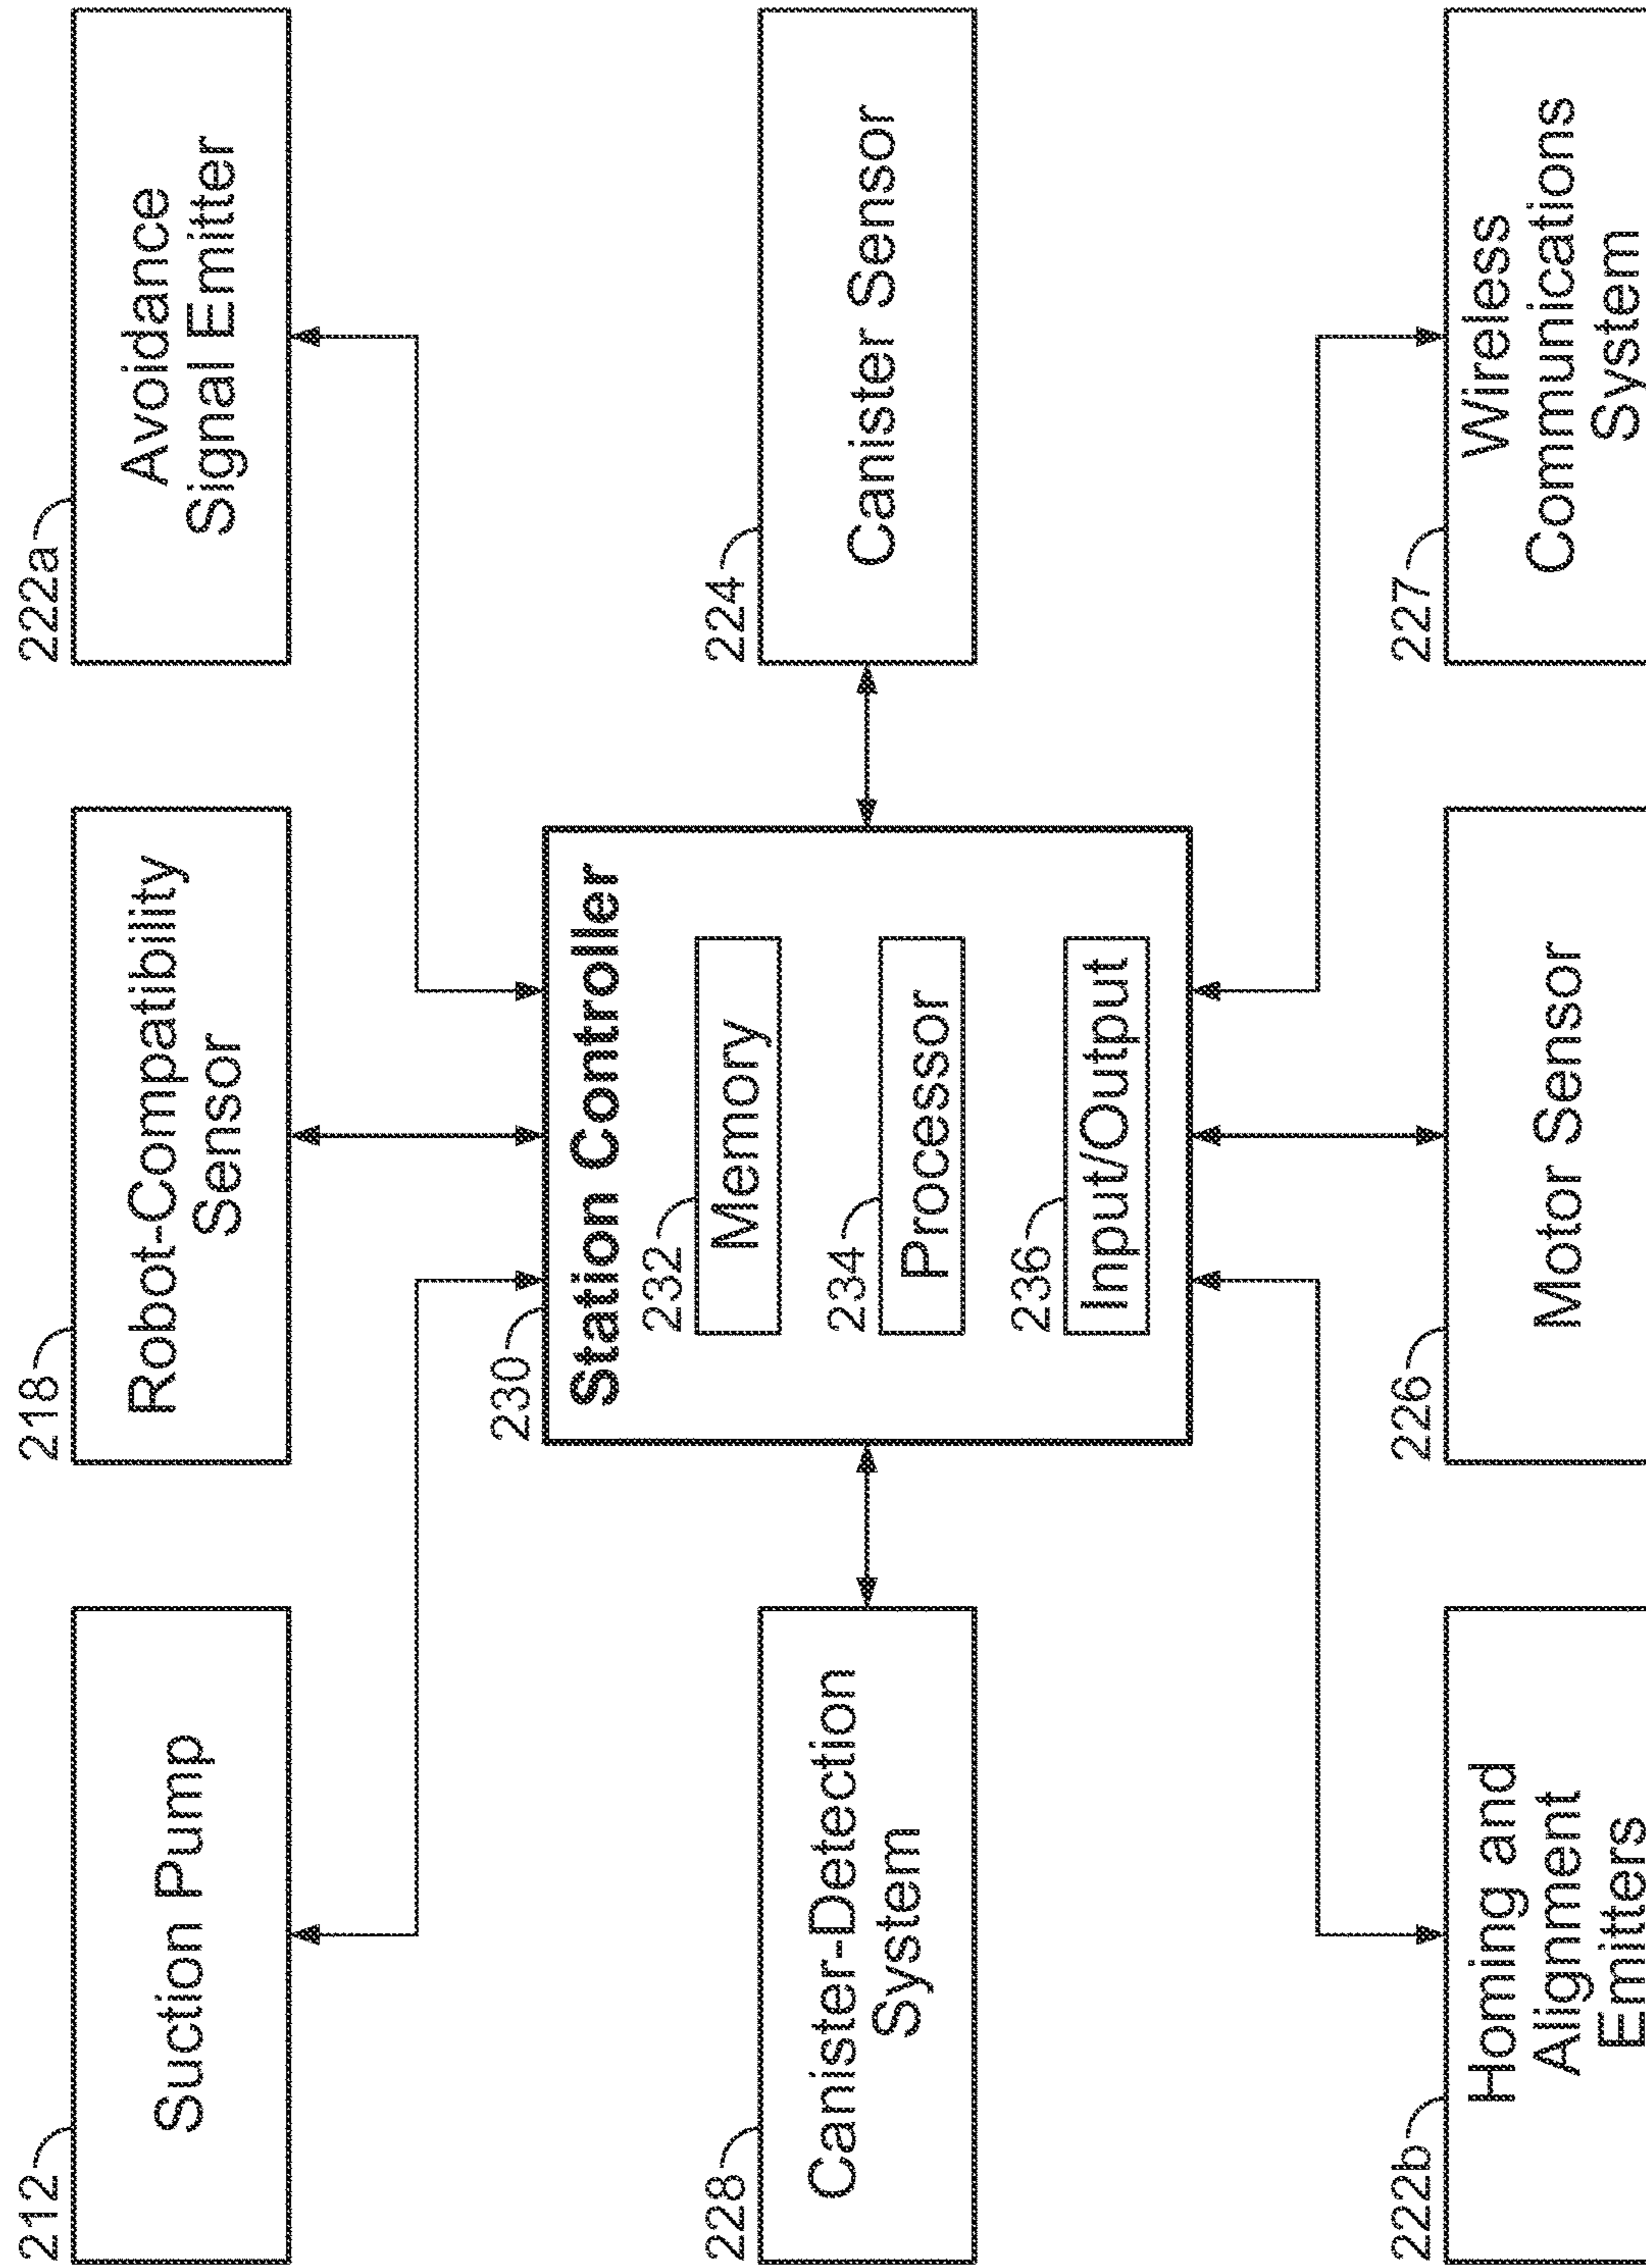 212
Suction Pump
218
Robot-Compatibility
Sensor
222a
Avoidance
Signal Emitter
228
Canister-Detection
System
230
Station Controller
232
Memory
234
Processor
236
Input/Output
224
Canister Sensor
222b
Homing and
Alignment
Emitters
226
Motor Sensor
227
Wireless
Communications
System